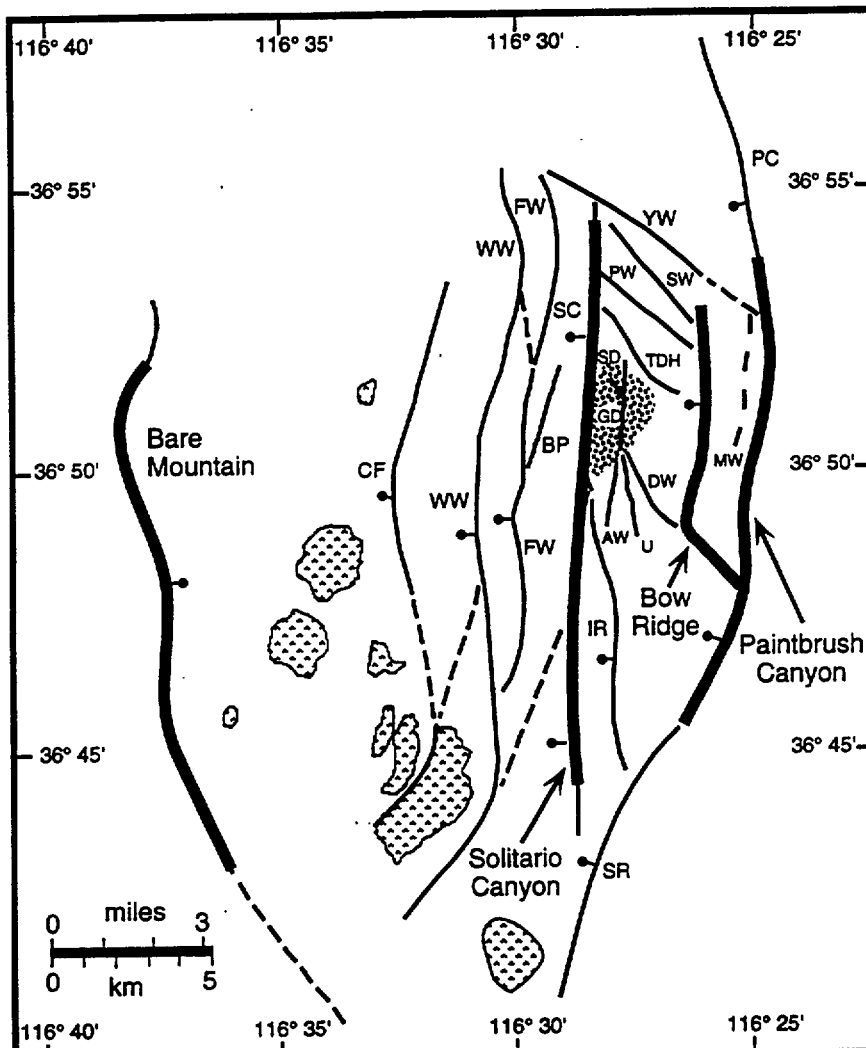 116° 40' 116° 35' 116° 30' 116° 25'
PC
36° 55' 36° 55'
FW
YW
WW
PW SW
SC
SD TDH
GD
Bare
Mountain
BP
36° 50' 36° 50'
CF
MW
DW
WW
FW
AW U
Bow
Ridge
IR
Paintbrush
Canyon
36° 45' 36° 45'
Solitario
Canyon
SR
0 miles 3
0 km 5
116° 40' 116° 35' 116° 30' 116° 25'